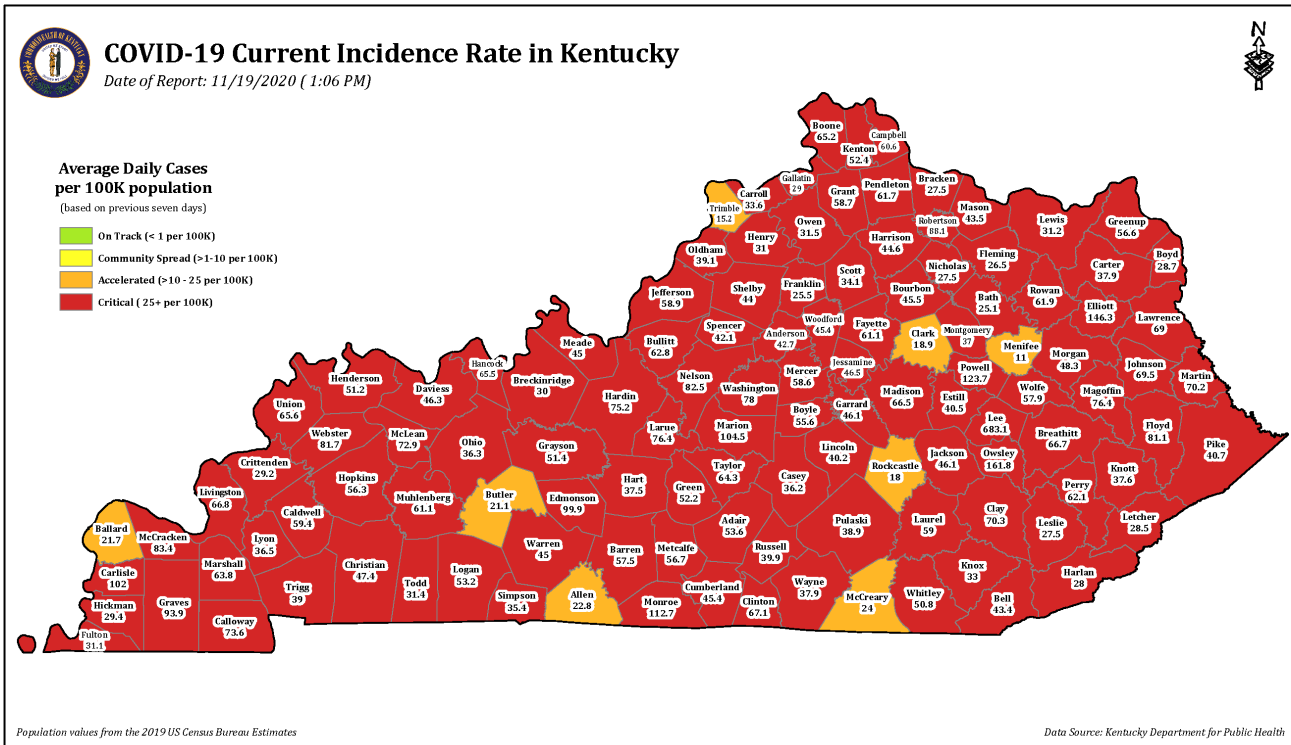 COVID-19 Current Incidence Rate in Kentucky
Date of Report: 11/19/2020 ( 1:06 PM)
N
Average Daily Cases
per 100K population
(based on previous seven days)
On Track (< 1 per 100K)
Community Spread (>1-10 per 100K)
Accelerated (>10 - 25 per 100K)
Critical ( 25+ per 100K)
Boone
65.2
Campbell
60.6
Kenton
52.4
Gallatin
29
Carroll
33.6
Trimble
15.2
Grant
58.7
Pendleton
61.7
Bracken
27.5
Mason
43.5
Robertson
88.1
Lewis
31.2
Greenup
56.6
Boyd
28.7
Owen
31.5
Henry
31
Oldham
39.1
Harrison
44.6
Fleming
26.5
Nicholas
27.5
Carter
37.9
Scott
34.1
Franklin
25.5
Shelby
44
Jefferson
58.9
Bourbon
45.5
Bath
25.1
Rowan
61.9
Elliott
146.3
Lawrence
69
Woodford
45.4
Fayette
61.1
Spencer
42.1
Anderson
42.7
Clark
18.9
Montgomery
37
Menifee
11
Morgan
48.3
Johnson
69.5
Martin
70.2
Meade
45
Bullitt
62.8
Hancock
65.5
Breckinridge
30
Nelson
82.5
Mercer
58.6
Jessamine
46.5
Powell
123.7
Wolfe
57.9
Magoffin
76.4
Henderson
51.2
Daviess
46.3
Hardin
75.2
Washington
78
Madison
66.5
Estill
40.5
Union
65.6
Boyle
55.6
Garrard
46.1
Lee
683.1
Webster
81.7
McLean
72.9
Larue
76.4
Marion
104.5
Breathitt
66.7
Floyd
81.1
Ohio
36.3
Grayson
51.4
Lincoln
40.2
Jackson
46.1
Owsley
161.8
Pike
40.7
Crittenden
29.2
Hopkins
56.3
Hart
37.5
Taylor
64.3
Casey
36.2
Rockcastle
18
Knott
37.6
Livingston
66.8
Muhlenberg
61.1
Butler
21.1
Edmonson
99.9
Green
52.2
Perry
62.1
Caldwell
59.4
Adair
53.6
Pulaski
38.9
Laurel
59
Clay
70.3
Leslie
27.5
Letcher
28.5
Ballard
21.7
McCracken
83.4
Lyon
36.5
Warren
45
Barren
57.5
Metcalfe
56.7
Russell
39.9
Carlisle
102
Marshall
63.8
Christian
47.4
Logan
53.2
Knox
33
Harlan
28
Trigg
39
Todd
31.4
Simpson
35.4
Allen
22.8
Monroe
112.7
Cumberland
45.4
Clinton
67.1
Wayne
37.9
McCreary
24
Whitley
50.8
Bell
43.4
Hickman
29.4
Graves
93.9
Calloway
73.6
Fulton
31.1
Population values from the 2019 US Census Bureau Estimates
Data Source: Kentucky Department for Public Health